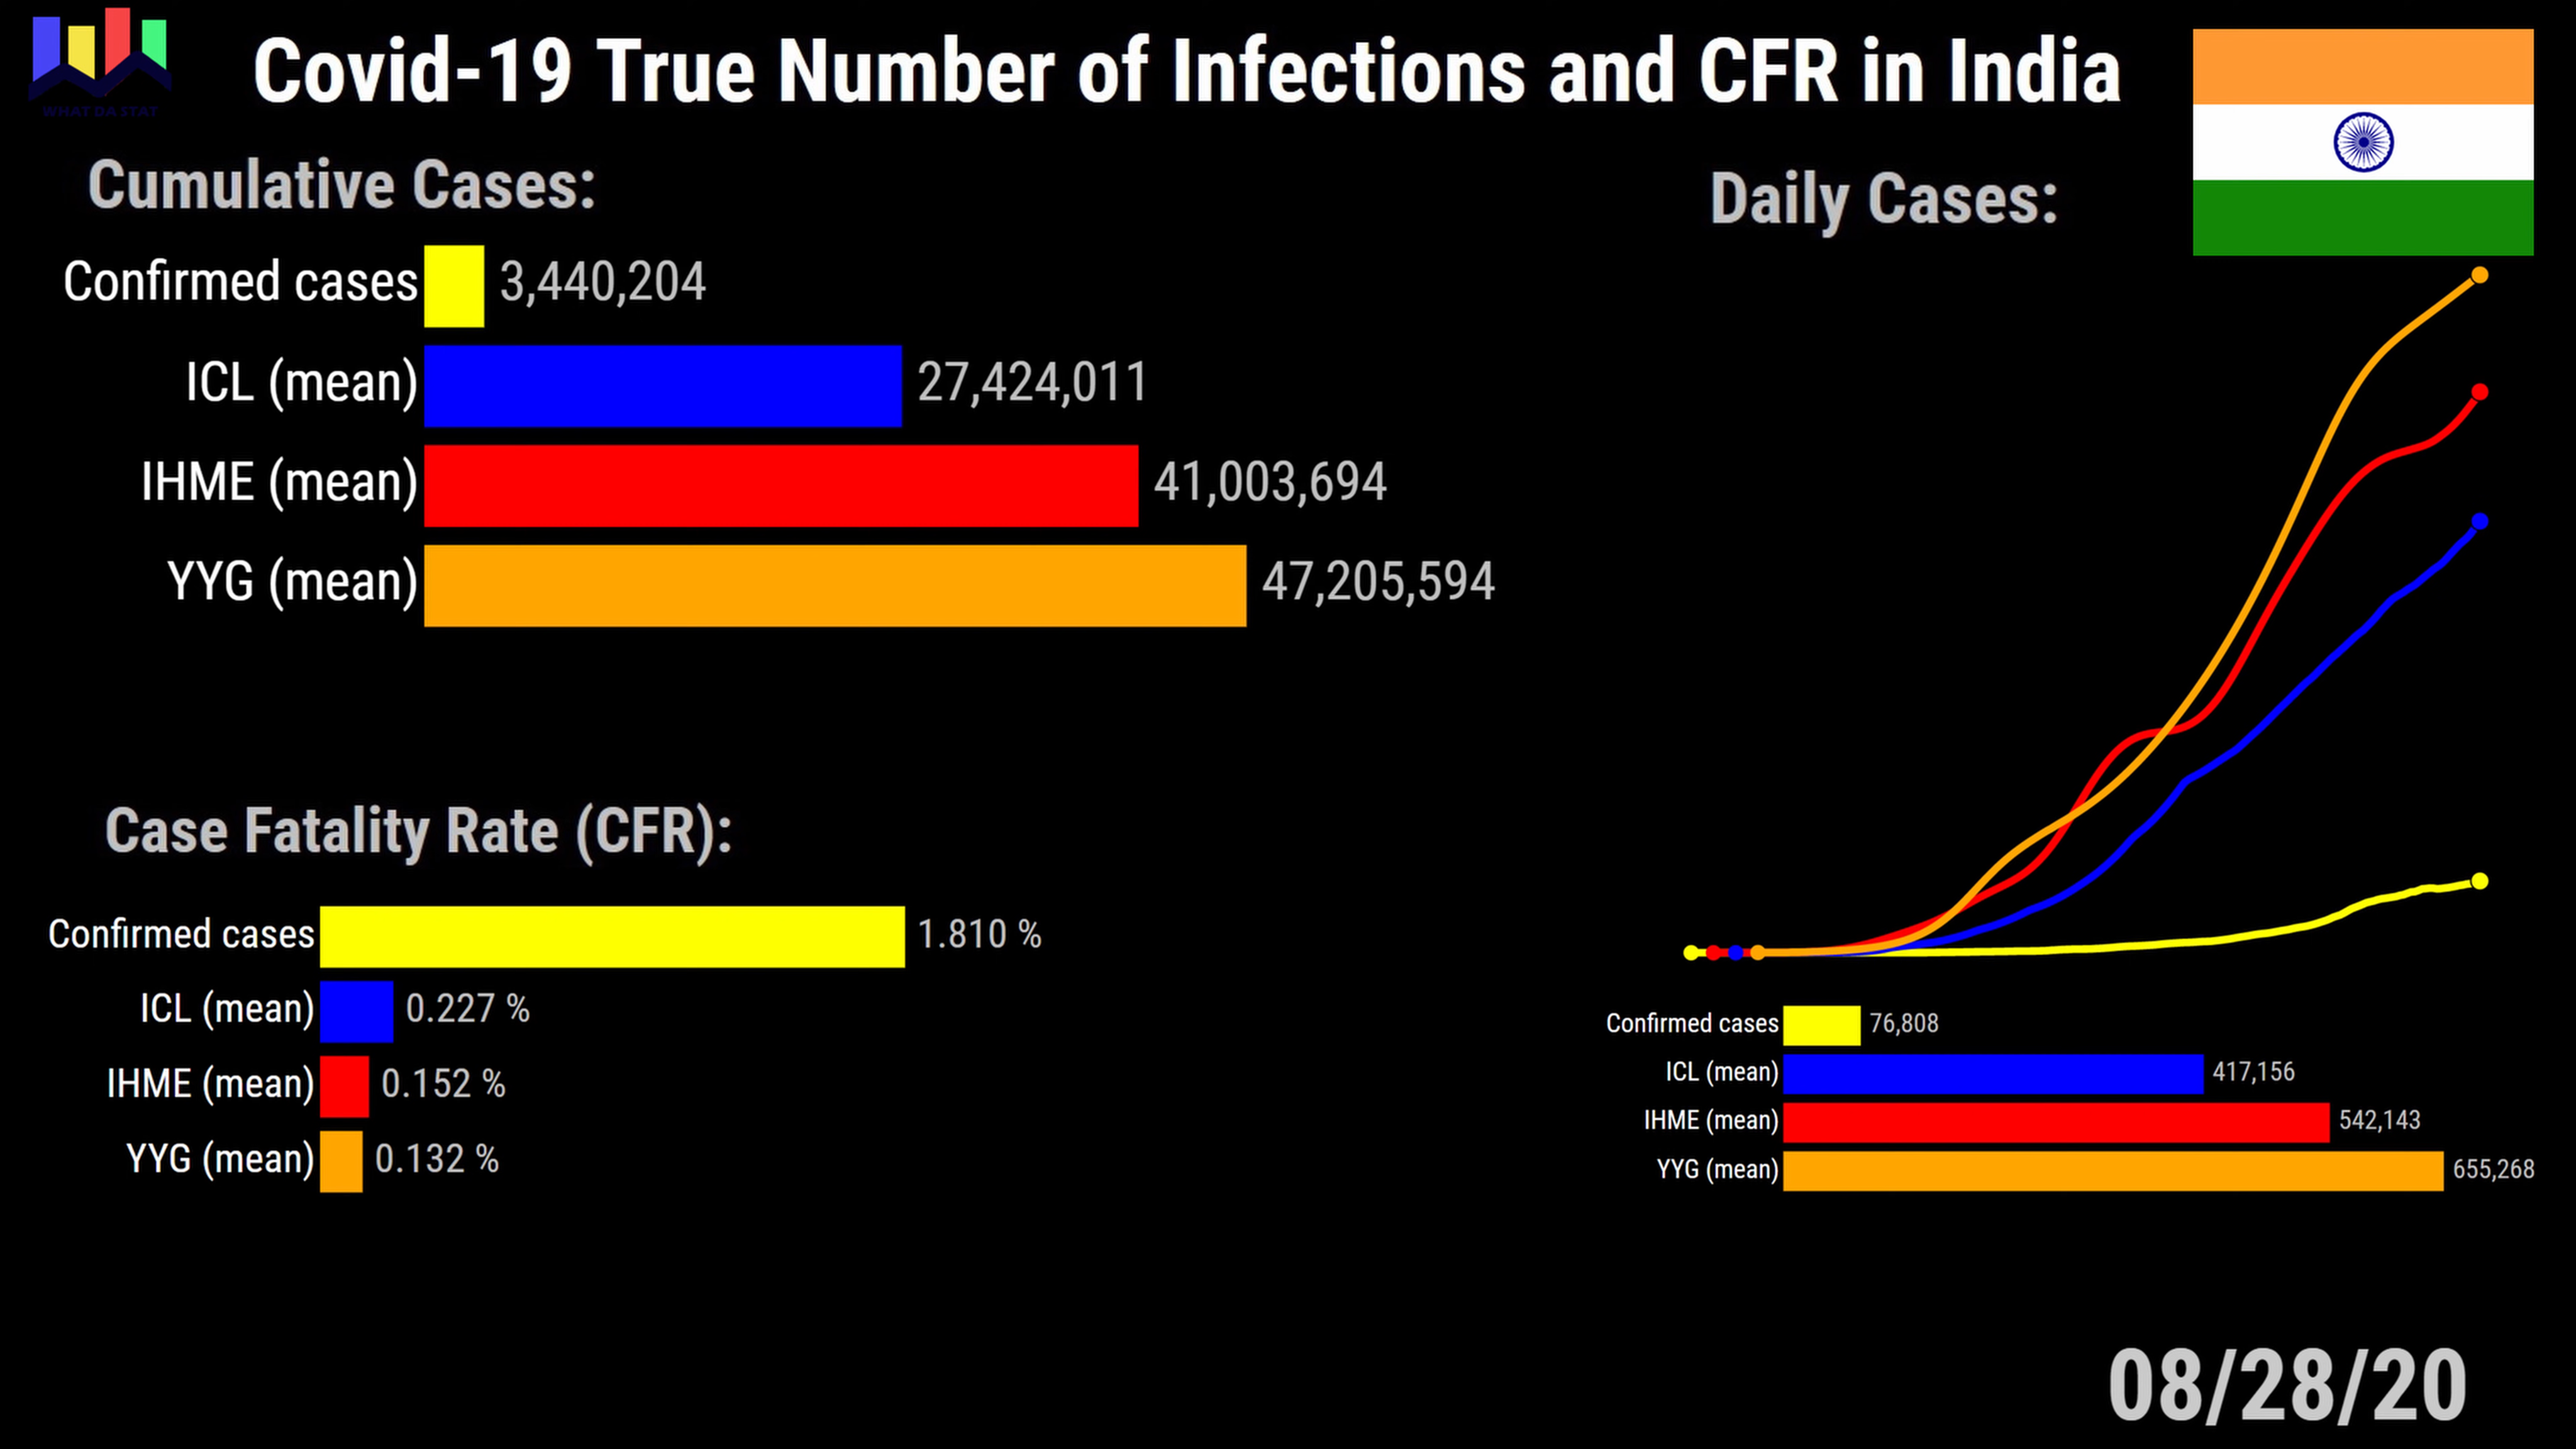 WHAT DA STAT
Covid-19 True Number of Infections and CFR in India
Cumulative Cases:
Confirmed cases 3,440,204
ICL (mean) 27,424,011
IHME (mean) 41,003,694
YYG (mean) 47,205,594
Case Fatality Rate (CFR):
Confirmed cases 1.810 %
ICL (mean) 0.227 %
IHME (mean) 0.152 %
YYG (mean) 0.132 %
Daily Cases:
Confirmed cases 76,808
ICL (mean) 417,156
IHME (mean) 542,143
YYG (mean) 655,268
08/28/20